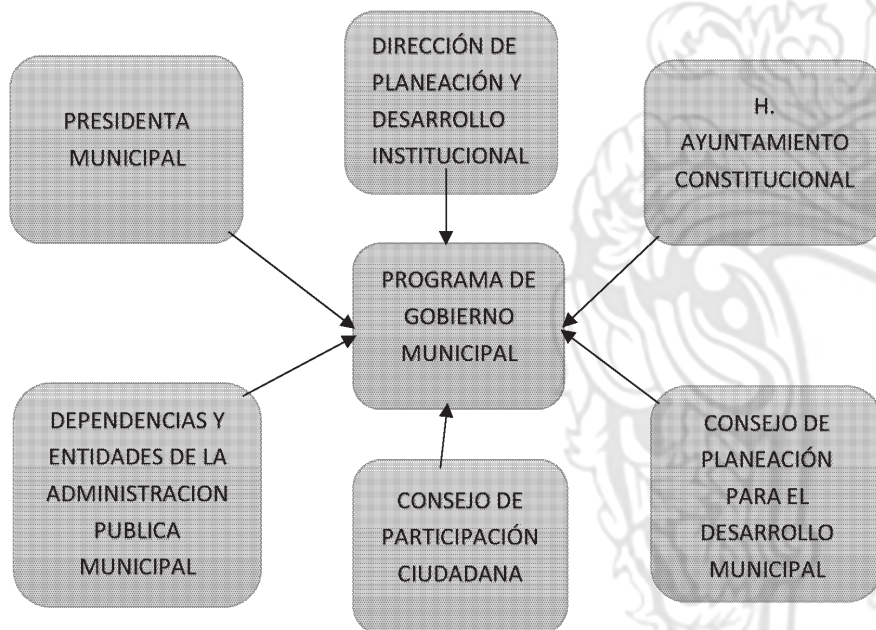 PRESIDENTA
MUNICIPAL
DIRECCIÓN DE
PLANEACIÓN Y
DESARROLLO
INSTITUCIONAL
H.
AYUNTAMIENTO
CONSTITUCIONAL
PROGRAMA DE
GOBIERNO
MUNICIPAL
DEPENDENCIAS Y
ENTIDADES DE LA
ADMINISTRACION
PUBLICA
MUNICIPAL
CONSEJO DE
PARTICIPACIÓN
CIUDADANA
CONSEJO DE
PLANEACIÓN
PARA EL
DESARROLLO
MUNICIPAL